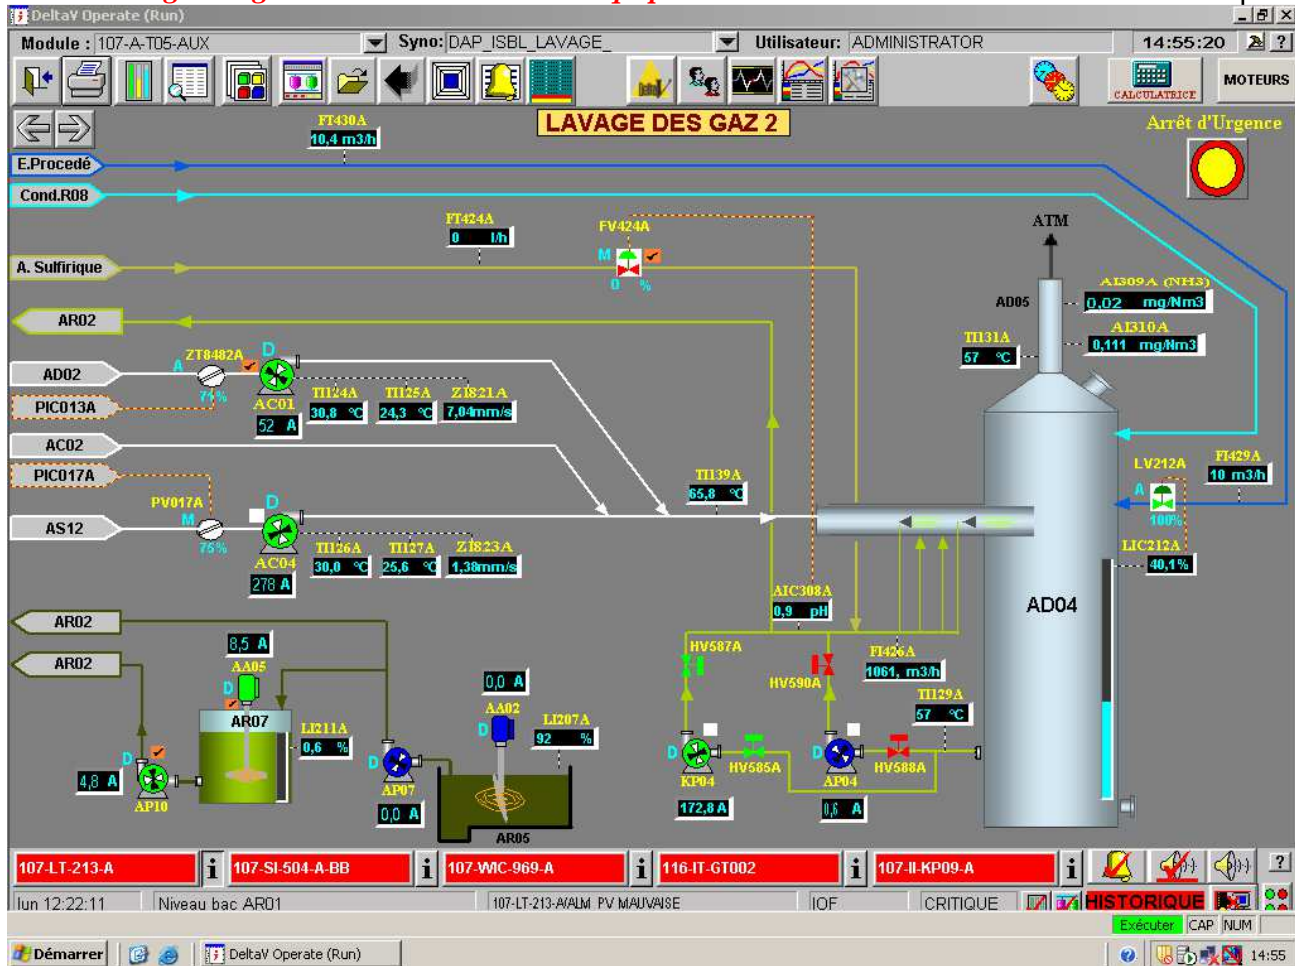 DeltaV Operate (Run)
Module : 107-A-T05-AUX
Syno: DAP_ISBL_LAVAGE_
Utilisateur: ADMINISTRATOR
14:55:20
CALCULATRICE
MOTEURS
LAVAGE DES GAZ 2
Arrêt d'Urgence
FT430A
10,4 m3/h
E.Procedé
Cond.R08
FT424A
0 l/h
FV424A
M
0 %
A. Sulfirique
ATM
AD05
AI309A (NH3)
0,02 mg/Nm3
AI310A
0,111 mg/Nm3
TI131A
57 °C
AR02
ZT8482A
D
A
71%
AD02
PIC013A
AC01
52 A
TI124A
30,8 °C
TI125A
24,3 °C
ZI821A
7,04mm/s
AC02
PIC017A
PV017A
M
75%
D
AS12
AC04
278 A
TI126A
30,0 °C
TI127A
25,6 °C
ZI823A
1,38mm/s
TI139A
65,8 °C
LV212A
A
100%
FI429A
10 m3/h
LIC212A
40,1%
AD04
AIC308A
0,9 pH
AR02
AR02
8,5 A
AA05
D
AR07
LI211A
0,6 %
D
4,8 A
AP10
0,0 A
AA02
D
LI207A
92 %
D
AP07
0,0 A
AR05
HV587A
HV590A
FI426A
1061, m3/h
TI129A
57 °C
D
KP04
172,8 A
HV585A
D
AP04
0,6 A
HV588A
107-LT-213-A
i
107-SI-504-A-BB
i
107-WIC-969-A
i
116-IT-GT002
i
107-II-KP09-A
i
?
lun 12:22:11
Niveau bac AR01
107-LT-213-A/ALM PV MAUVAISE
IOF
CRITIQUE
HISTORIQUE
Exécuter
CAP
NUM
Démarrer
DeltaV Operate (Run)
14:55